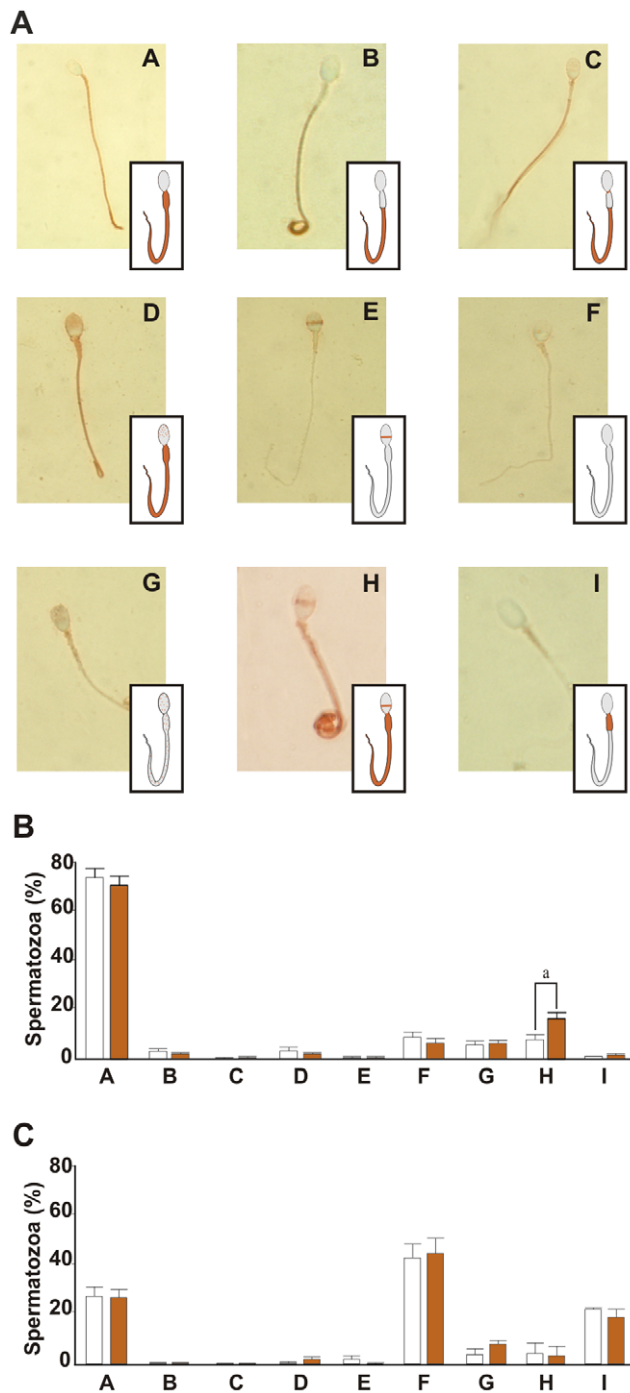 A
A B C
D E F
G H I
B
80
60
40
20
0
Spermatozoa (%)
a
A B C D E F G H I
C
80
60
40
20
0
Spermatozoa (%)
A B C D E F G H I